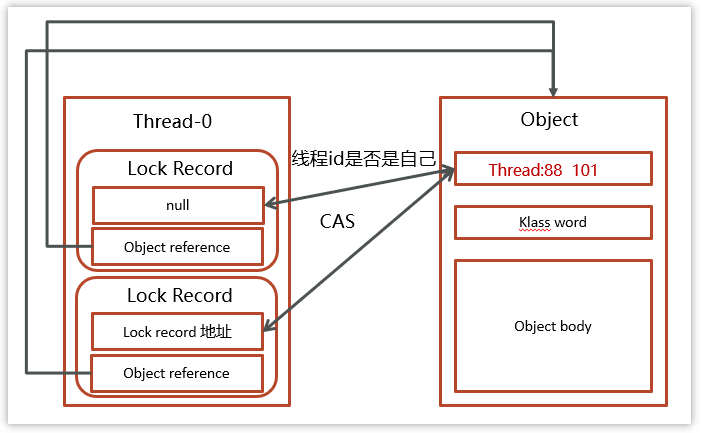 Thread-0
Lock Record
null
Object reference
Lock Record
Lock record 地址
Object reference
线程id是否是自己
CAS
Object
Thread:88 101
Klass word
Object body